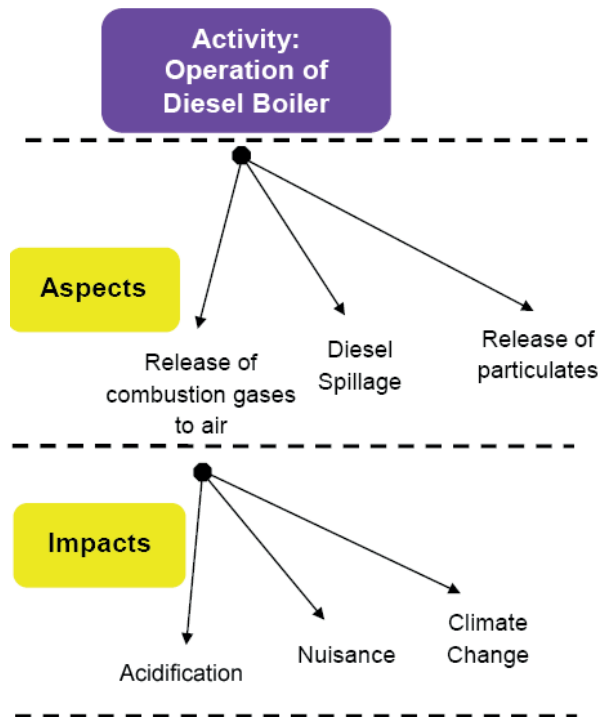 Activity:
Operation of
Diesel Boiler
Aspects
Release of
combustion gases
to air
Diesel
Spillage
Release of
particulates
Impacts
Acidification
Nuisance
Climate
Change